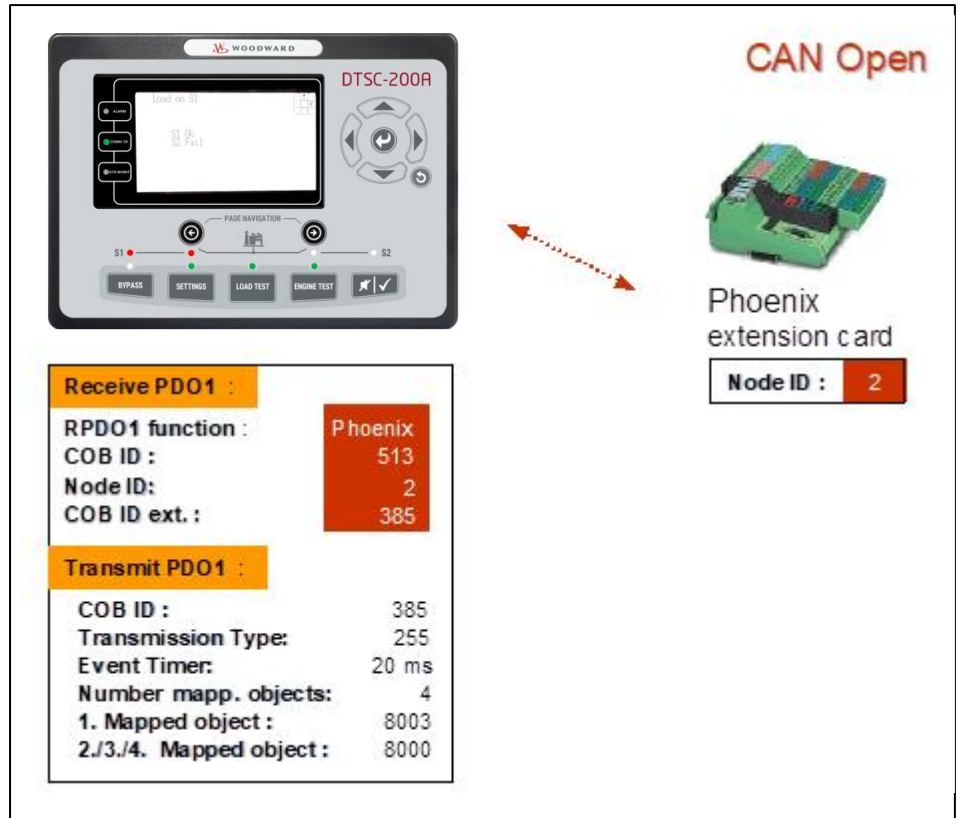 WOODWARD
DTSC-200A
Load on S1
S1 Ok
S2 Fail
ALARM
COMM OK
PAGE NAVIGATION
S1
S2
BYPASS
SETTINGS
LOAD TEST
ENGINE TEST
CAN Open
Phoenix
extension card
Node ID : 2
Receive PDO1 :
RPDO1 function : Phoenix
COB ID : 513
Node ID: 2
COB ID ext. : 385
Transmit PDO1 :
COB ID : 385
Transmission Type: 255
Event Timer: 20 ms
Number mapp. objects: 4
1. Mapped object : 8003
2./3./4. Mapped object : 8000